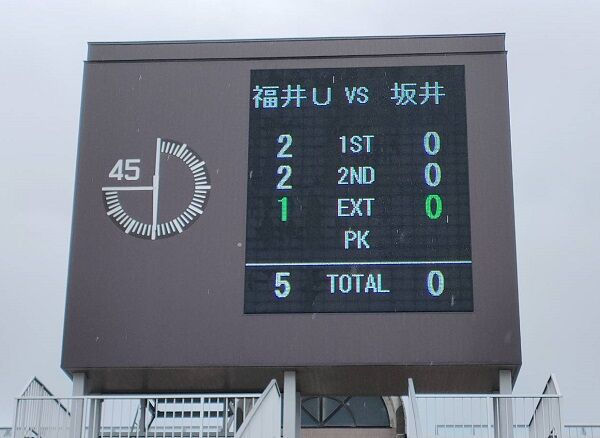 福井U VS 坂井
45
2 1ST 0
2 2ND 0
1 EXT 0
PK
5 TOTAL 0